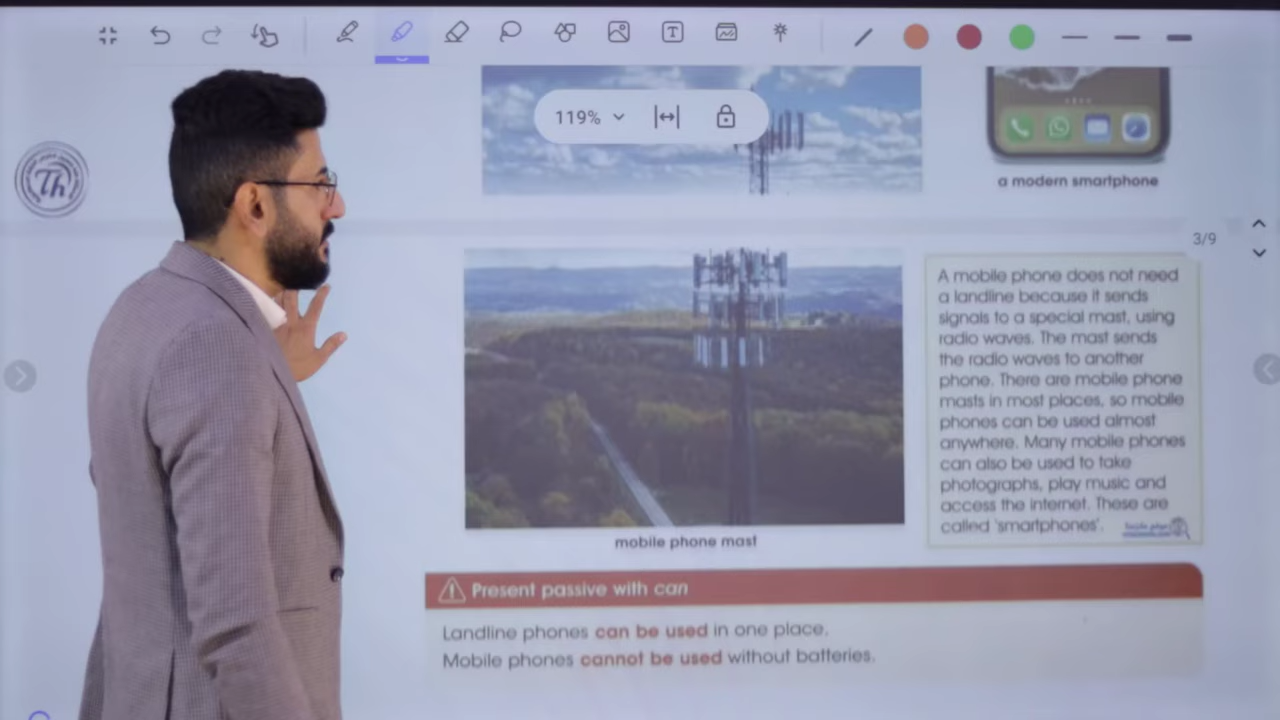 119%
a modern smartphone
Th
3/9
A mobile phone does not need
a landline because it sends
signals to a special mast, using
radio waves. The mast sends
the radio waves to another
phone. There are mobile phone
masts in most places, so mobile
phones can be used almost
anywhere. Many mobile phones
can also be used to take
photographs, play music and
access the internet. These are
called 'smartphones'.
mobile phone mast
Present passive with can
Landline phones can be used in one place.
Mobile phones cannot be used without batteries.